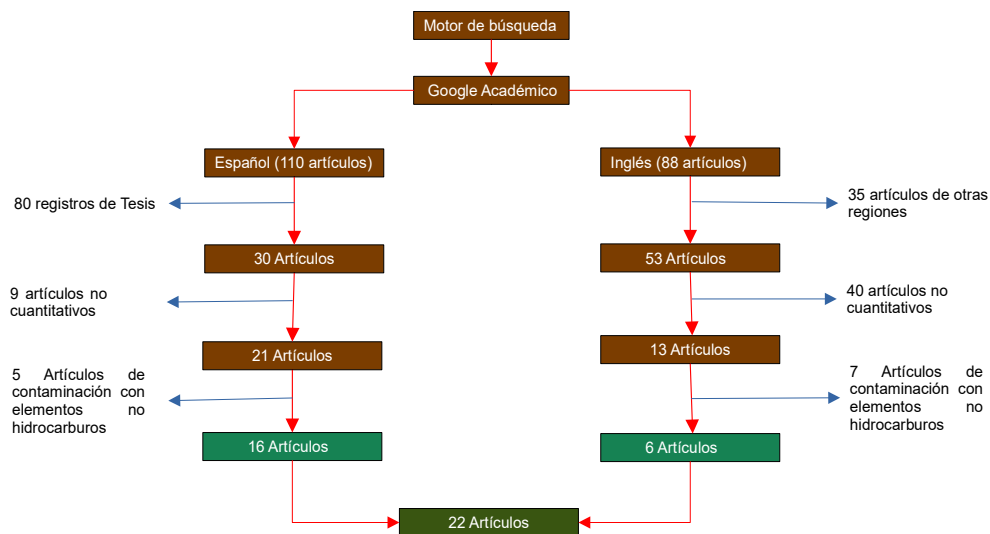 Motor de búsqueda
Google Académico
Español (110 artículos)
Inglés (88 artículos)
80 registros de Tesis
35 artículos de otras
regiones
30 Artículos
53 Artículos
9 artículos no
cuantitativos
40 artículos no
cuantitativos
21 Artículos
13 Artículos
5 Artículos de
contaminación con
elementos no
hidrocarburos
7 Artículos de
contaminación con
elementos no
hidrocarburos
16 Artículos
6 Artículos
22 Artículos